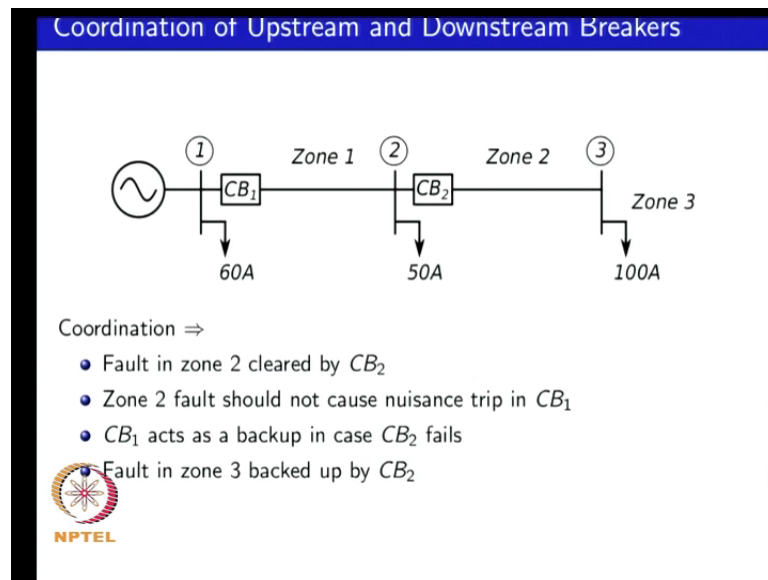 Coordination of Upstream and Downstream Breakers
1 Zone 1 2 Zone 2 3
CB₁ CB₂
Zone 3
60A 50A 100A
Coordination ⇒
Fault in zone 2 cleared by CB₂
Zone 2 fault should not cause nuisance trip in CB₁
CB₁ acts as a backup in case CB₂ fails
Fault in zone 3 backed up by CB₂
NPTEL